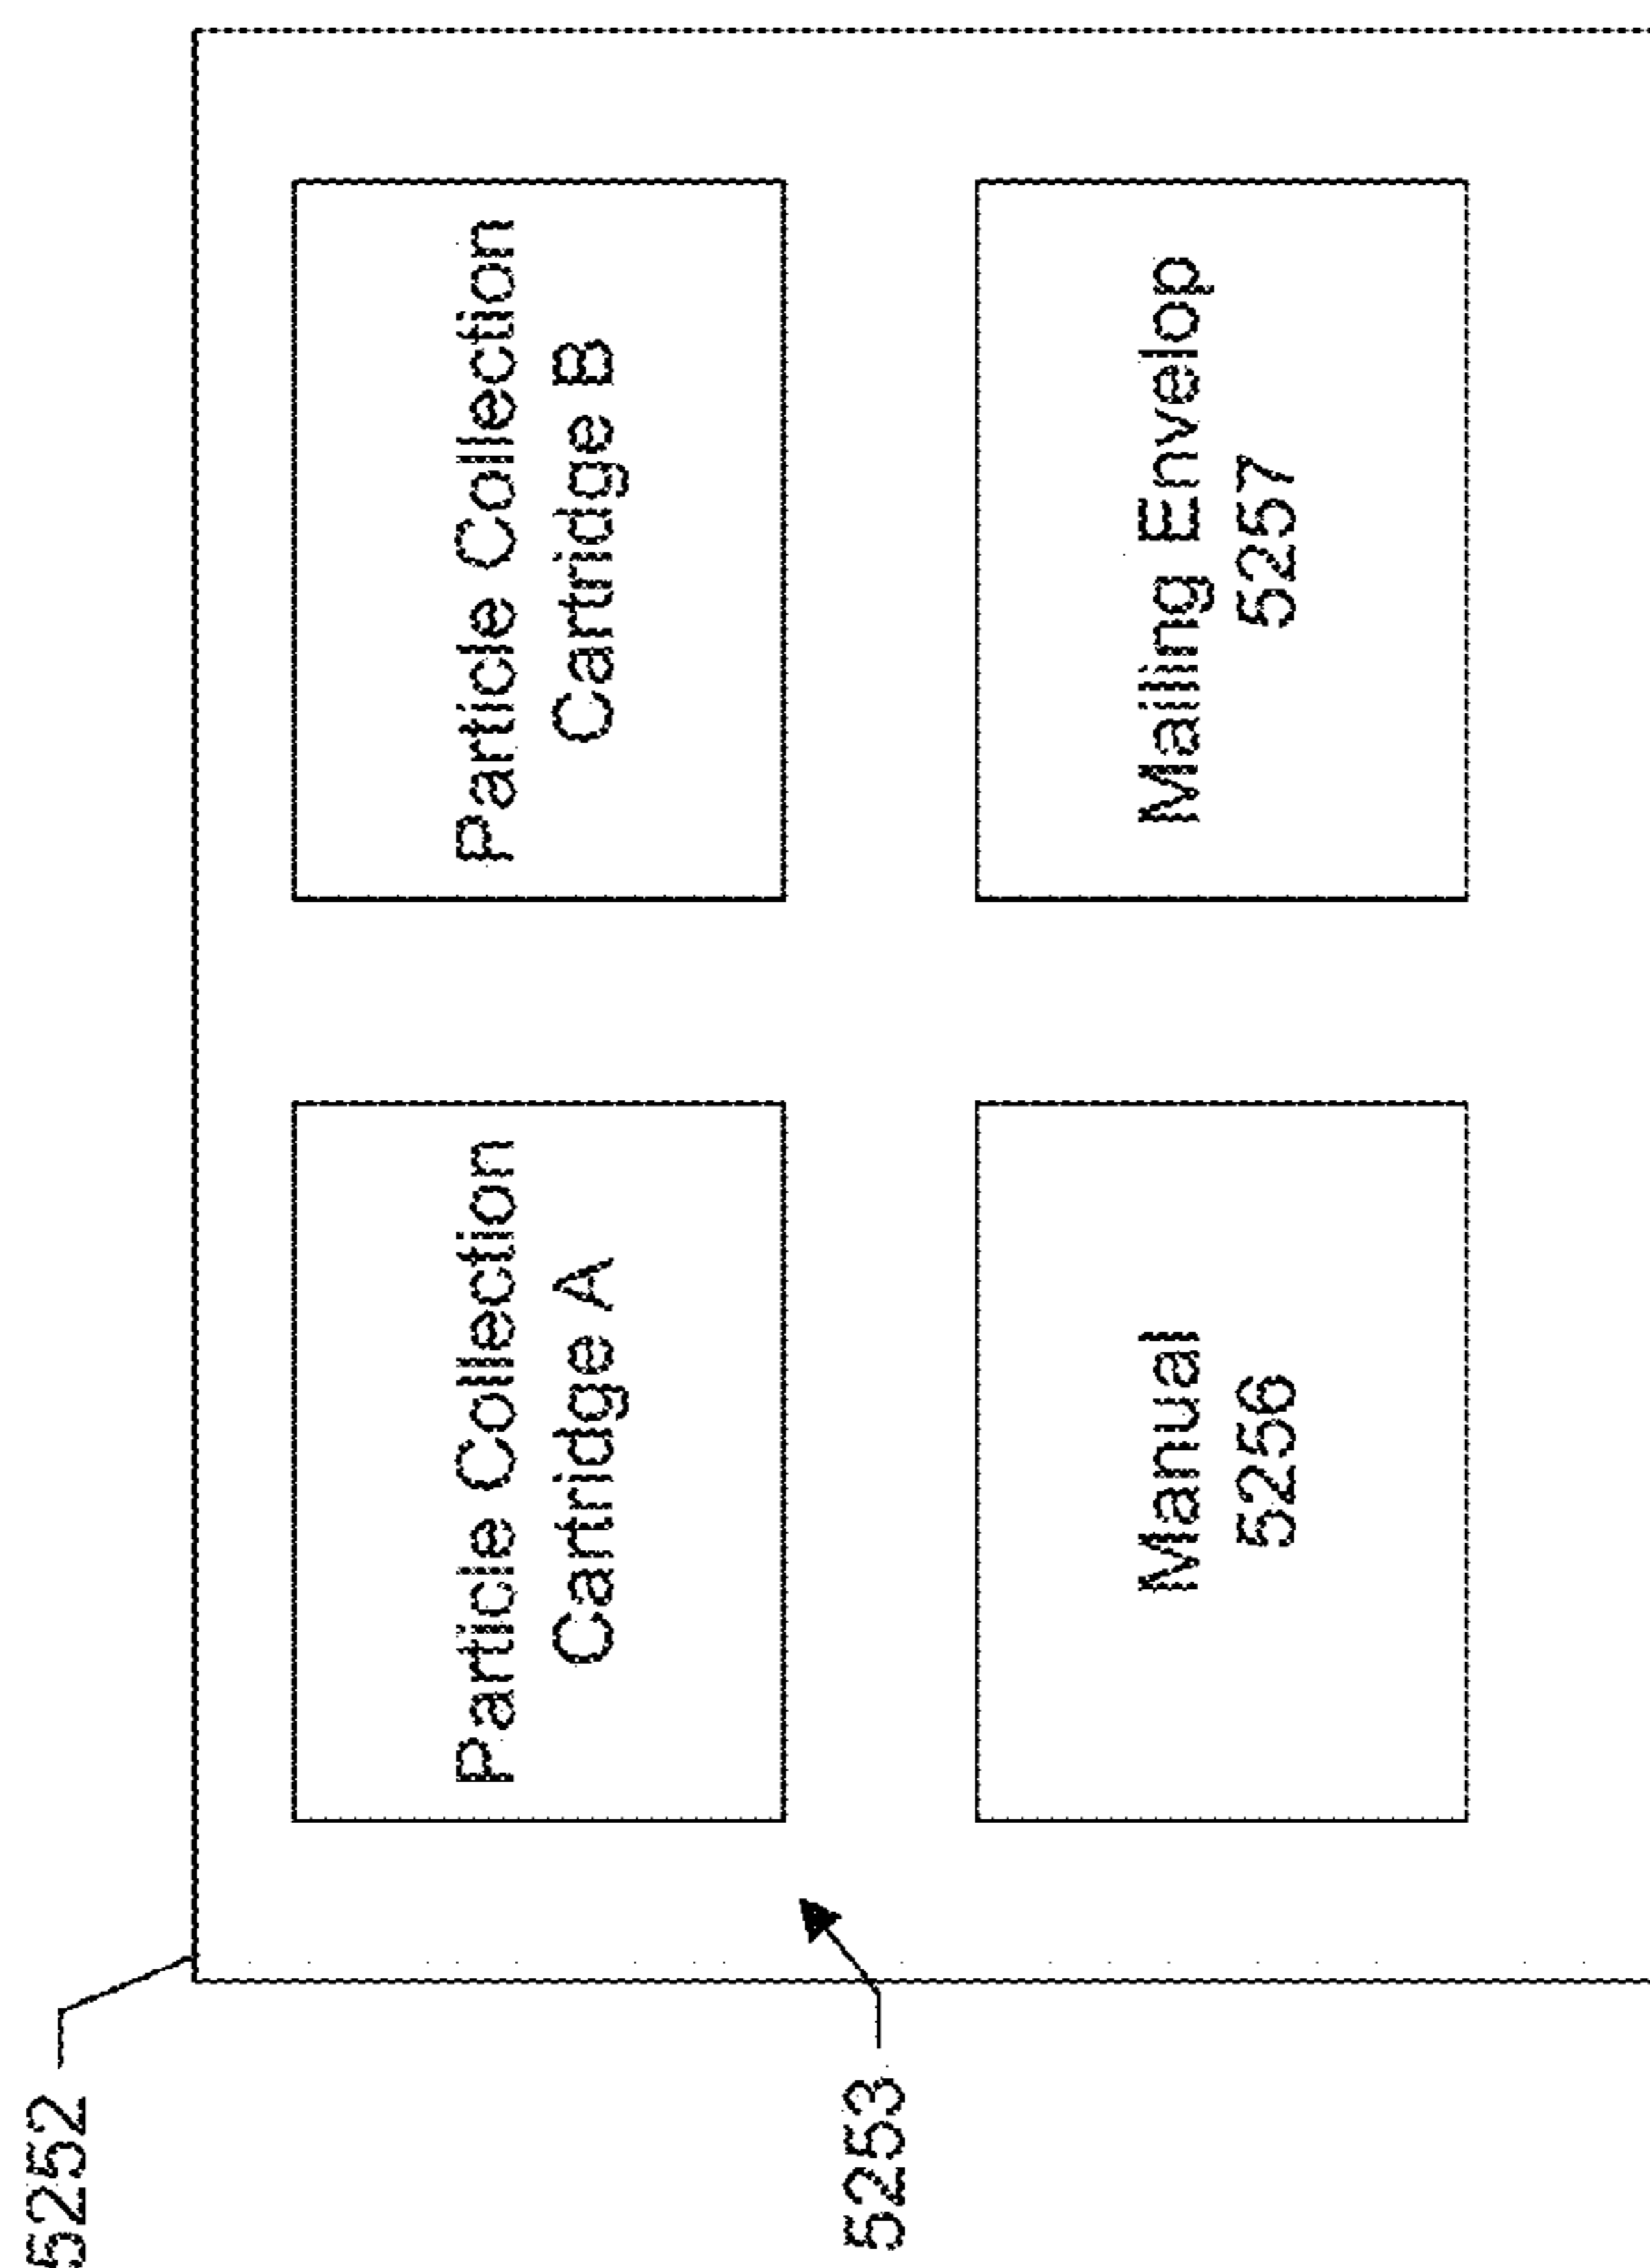 5252
Particle Collection
Cartridge A
Particle Collection
Cartridge B
5253
Manual
5256
Mailing Envelop
5257